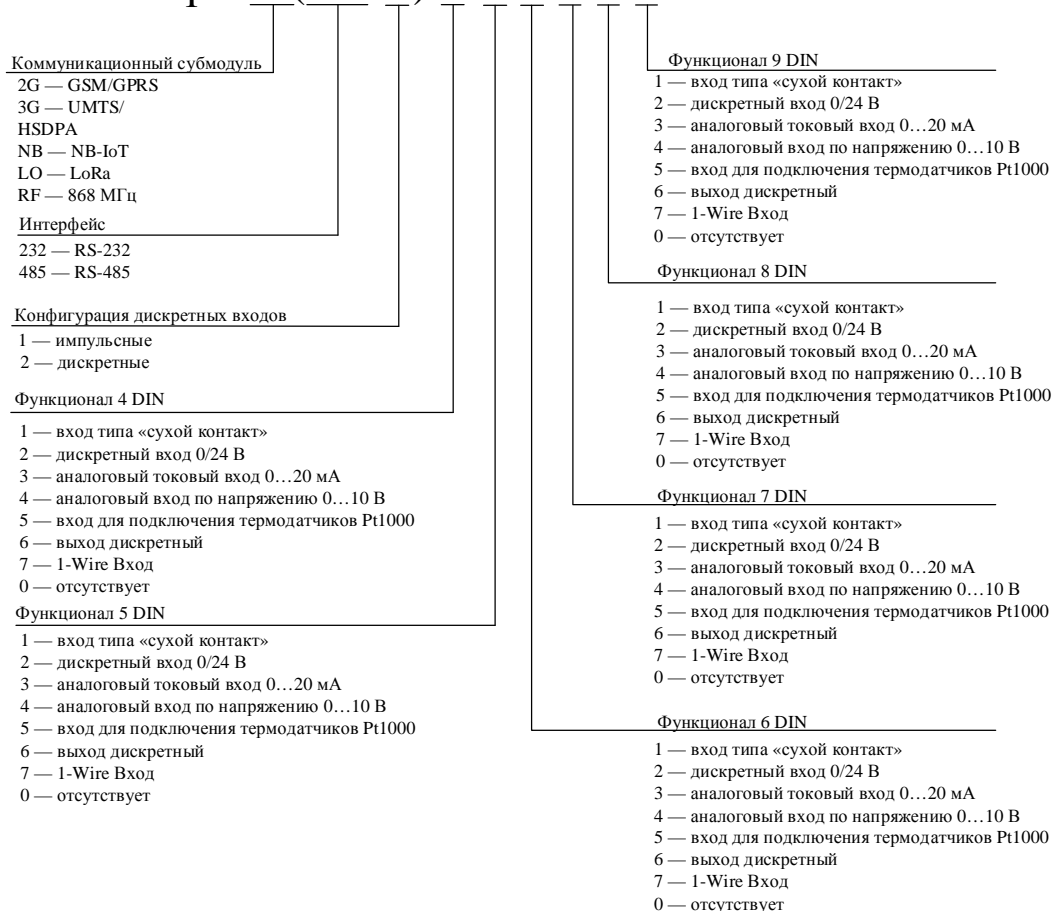 Коммуникационный субмодуль
2G — GSM/GPRS
3G — UMTS/
HSDPA
NB — NB-IoT
LO — LoRa
RF — 868 МГц
Интерфейс
232 — RS-232
485 — RS-485
Конфигурация дискретных входов
1 — импульсные
2 — дискретные
Функционал 4 DIN
1 — вход типа «сухой контакт»
2 — дискретный вход 0/24 В
3 — аналоговый токовый вход 0…20 мА
4 — аналоговый вход по напряжению 0…10 В
5 — вход для подключения термодатчиков Pt1000
6 — выход дискретный
7 — 1-Wire Вход
0 — отсутствует
Функционал 5 DIN
1 — вход типа «сухой контакт»
2 — дискретный вход 0/24 В
3 — аналоговый токовый вход 0…20 мА
4 — аналоговый вход по напряжению 0…10 В
5 — вход для подключения термодатчиков Pt1000
6 — выход дискретный
7 — 1-Wire Вход
0 — отсутствует
Функционал 9 DIN
1 — вход типа «сухой контакт»
2 — дискретный вход 0/24 В
3 — аналоговый токовый вход 0…20 мА
4 — аналоговый вход по напряжению 0…10 В
5 — вход для подключения термодатчиков Pt1000
6 — выход дискретный
7 — 1-Wire Вход
0 — отсутствует
Функционал 8 DIN
1 — вход типа «сухой контакт»
2 — дискретный вход 0/24 В
3 — аналоговый токовый вход 0…20 мА
4 — аналоговый вход по напряжению 0…10 В
5 — вход для подключения термодатчиков Pt1000
6 — выход дискретный
7 — 1-Wire Вход
0 — отсутствует
Функционал 7 DIN
1 — вход типа «сухой контакт»
2 — дискретный вход 0/24 В
3 — аналоговый токовый вход 0…20 мА
4 — аналоговый вход по напряжению 0…10 В
5 — вход для подключения термодатчиков Pt1000
6 — выход дискретный
7 — 1-Wire Вход
0 — отсутствует
Функционал 6 DIN
1 — вход типа «сухой контакт»
2 — дискретный вход 0/24 В
3 — аналоговый токовый вход 0…20 мА
4 — аналоговый вход по напряжению 0…10 В
5 — вход для подключения термодатчиков Pt1000
6 — выход дискретный
7 — 1-Wire Вход
0 — отсутствует